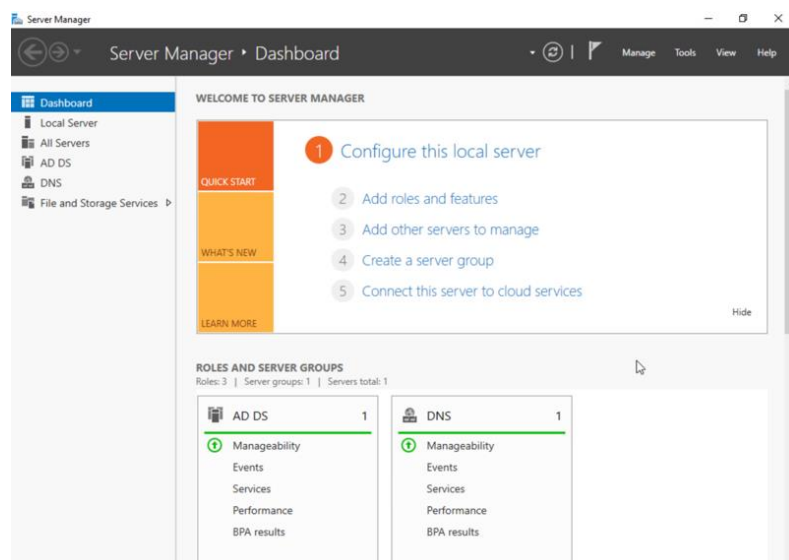 Server Manager
Server Manager • Dashboard
Manage Tools View Help
Dashboard
Local Server
All Servers
AD DS
DNS
File and Storage Services
WELCOME TO SERVER MANAGER
QUICK START
WHAT'S NEW
LEARN MORE
1 Configure this local server
2 Add roles and features
3 Add other servers to manage
4 Create a server group
5 Connect this server to cloud services
Hide
ROLES AND SERVER GROUPS
Roles: 3 | Server groups: 1 | Servers total: 1
AD DS 1
Manageability
Events
Services
Performance
BPA results
DNS 1
Manageability
Events
Services
Performance
BPA results